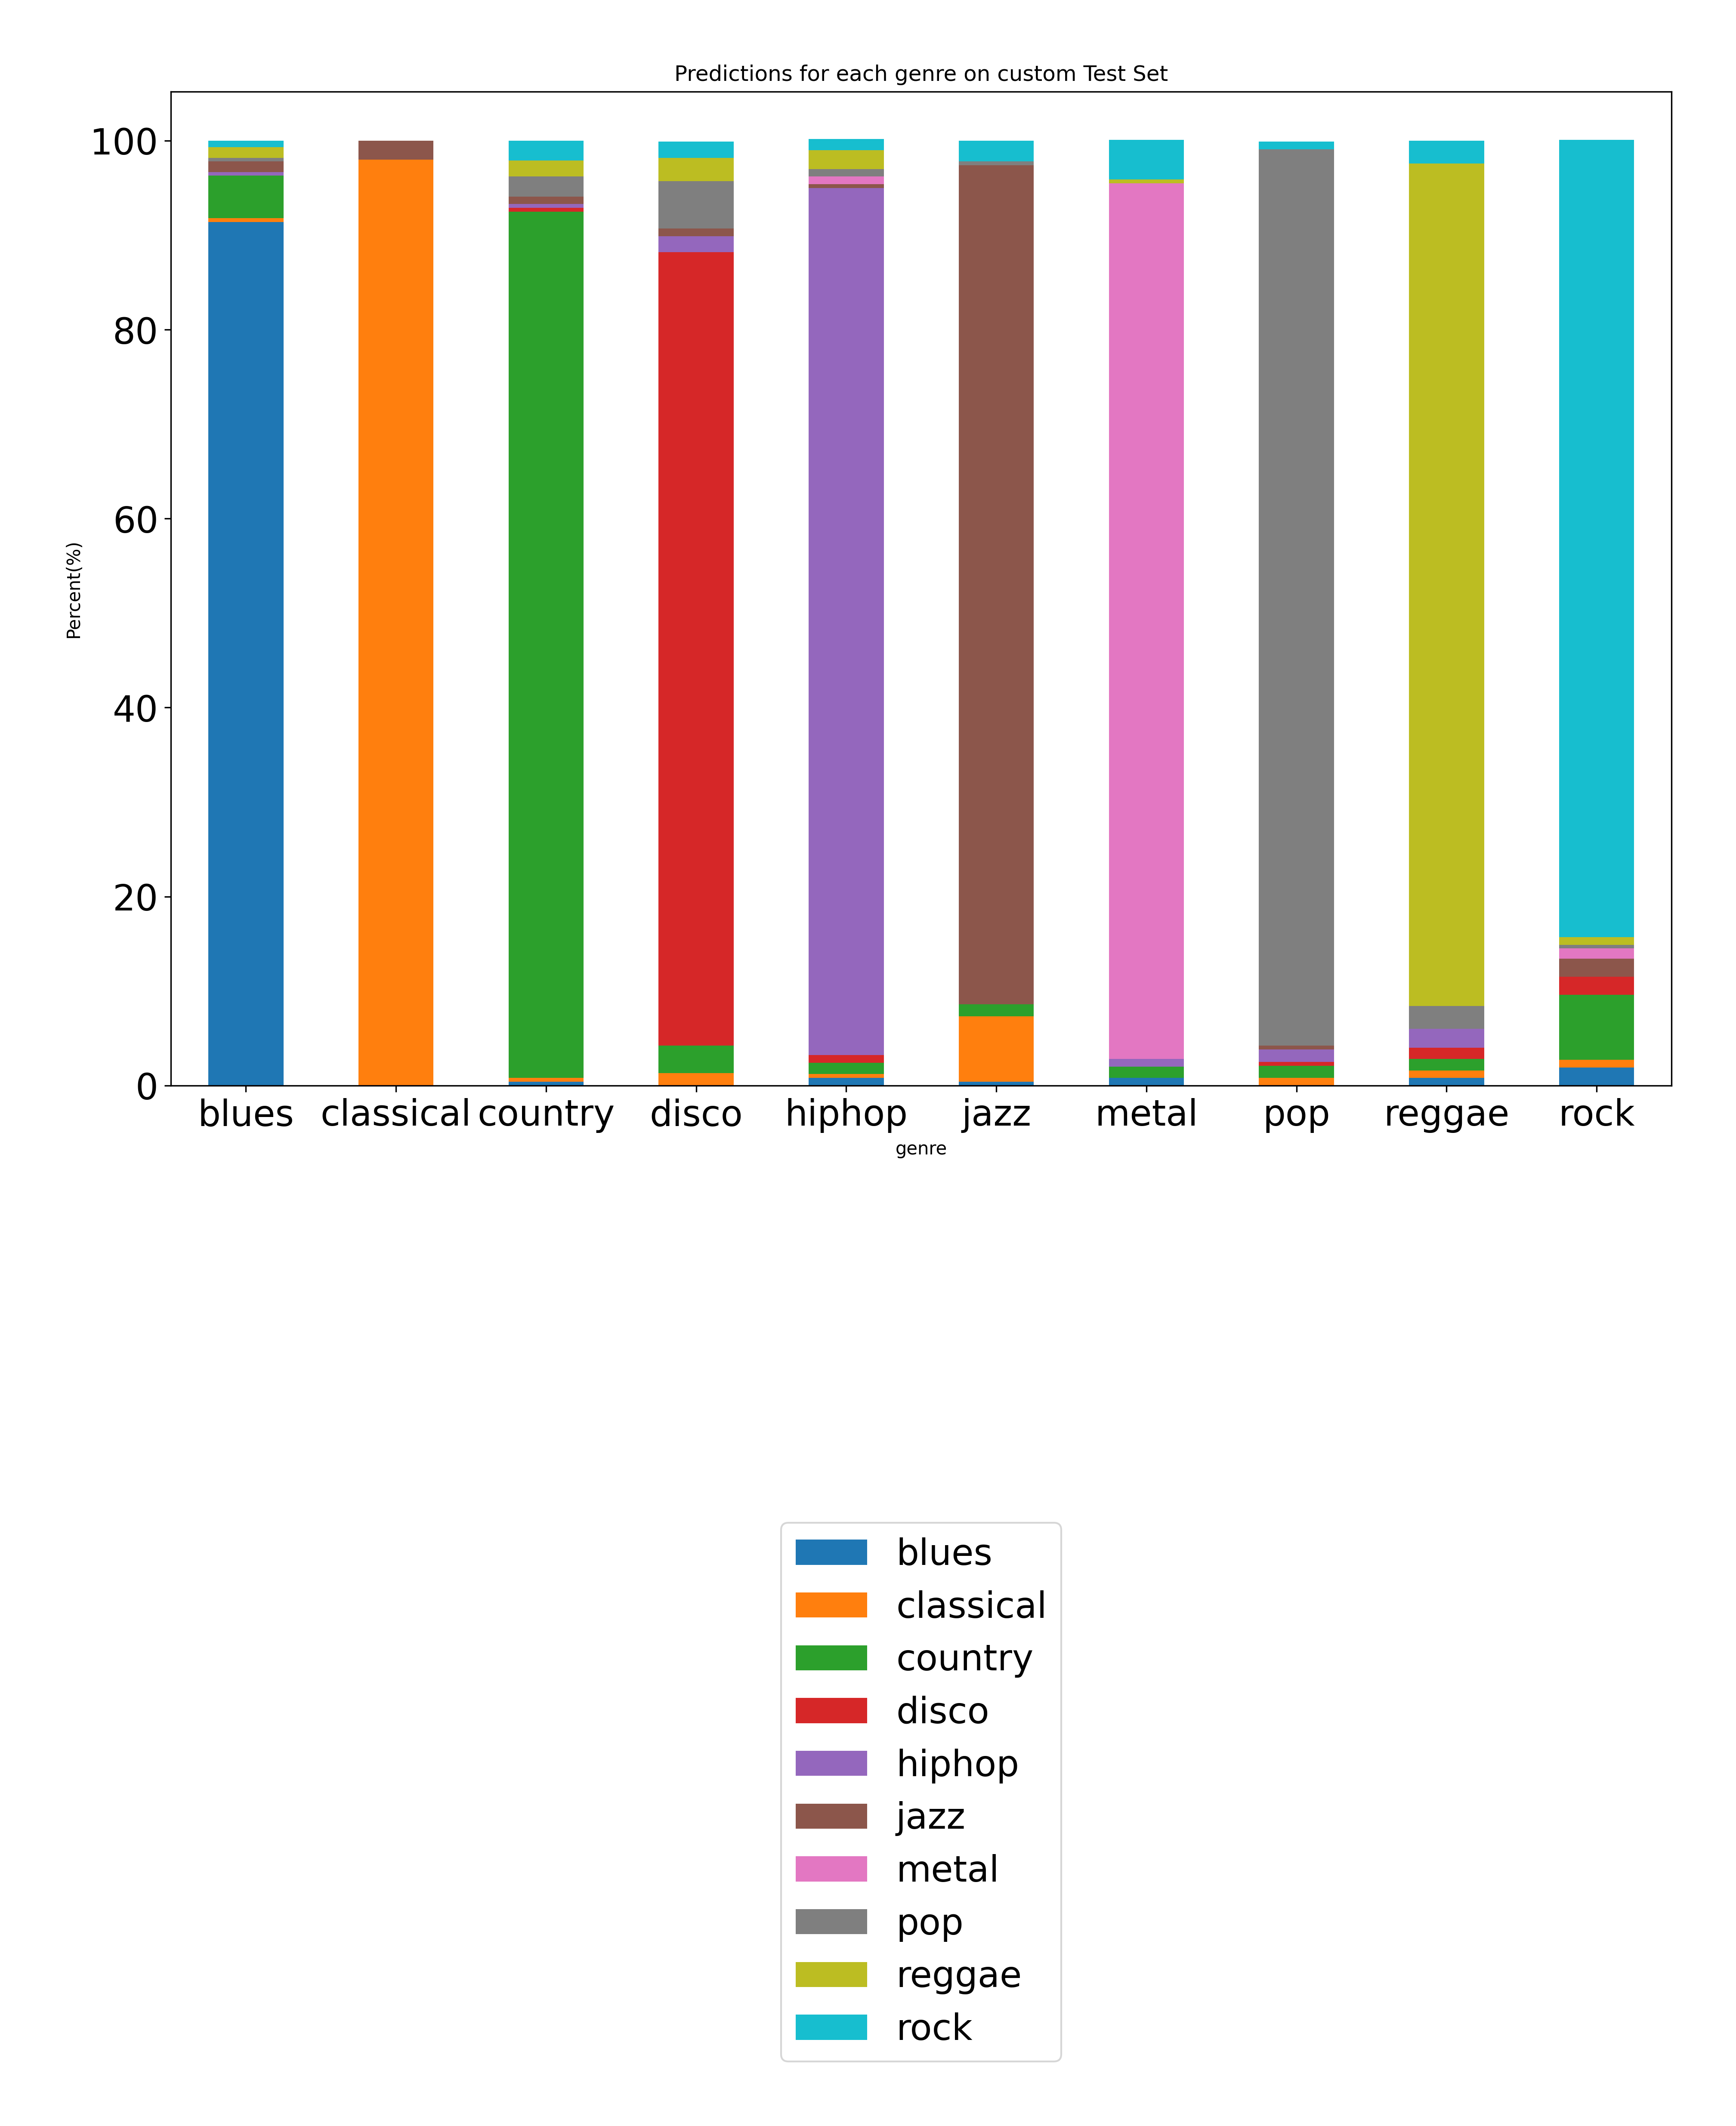 Predictions for each genre on custom Test Set
100
80
60
40
20
0
Percent(%)
blues classical country disco hiphop jazz metal pop reggae rock
genre
blues
classical
country
disco
hiphop
jazz
metal
pop
reggae
rock